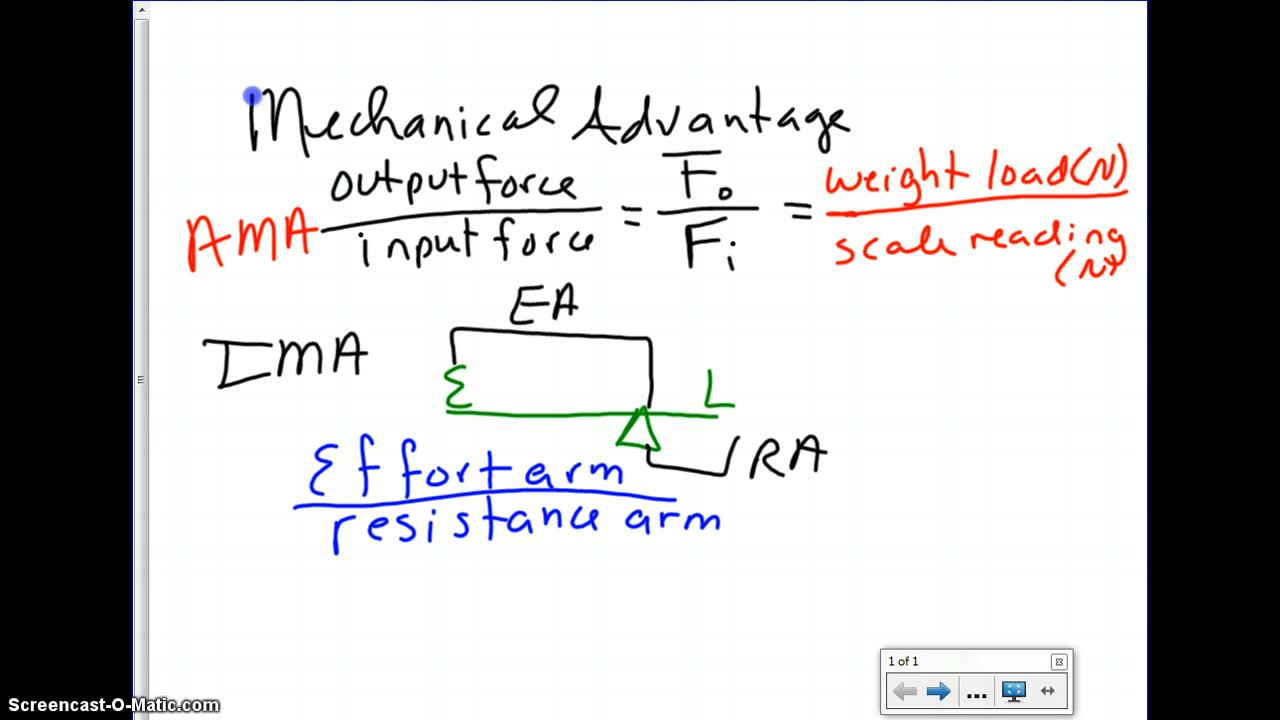 Mechanical Advantage
AMA output force / input force = Fo / Fi = weight load (N) / scale reading (N)
EA
IMA
E L
RA
Effort arm
resistance arm
1 of 1
Screencast-O-Matic.com